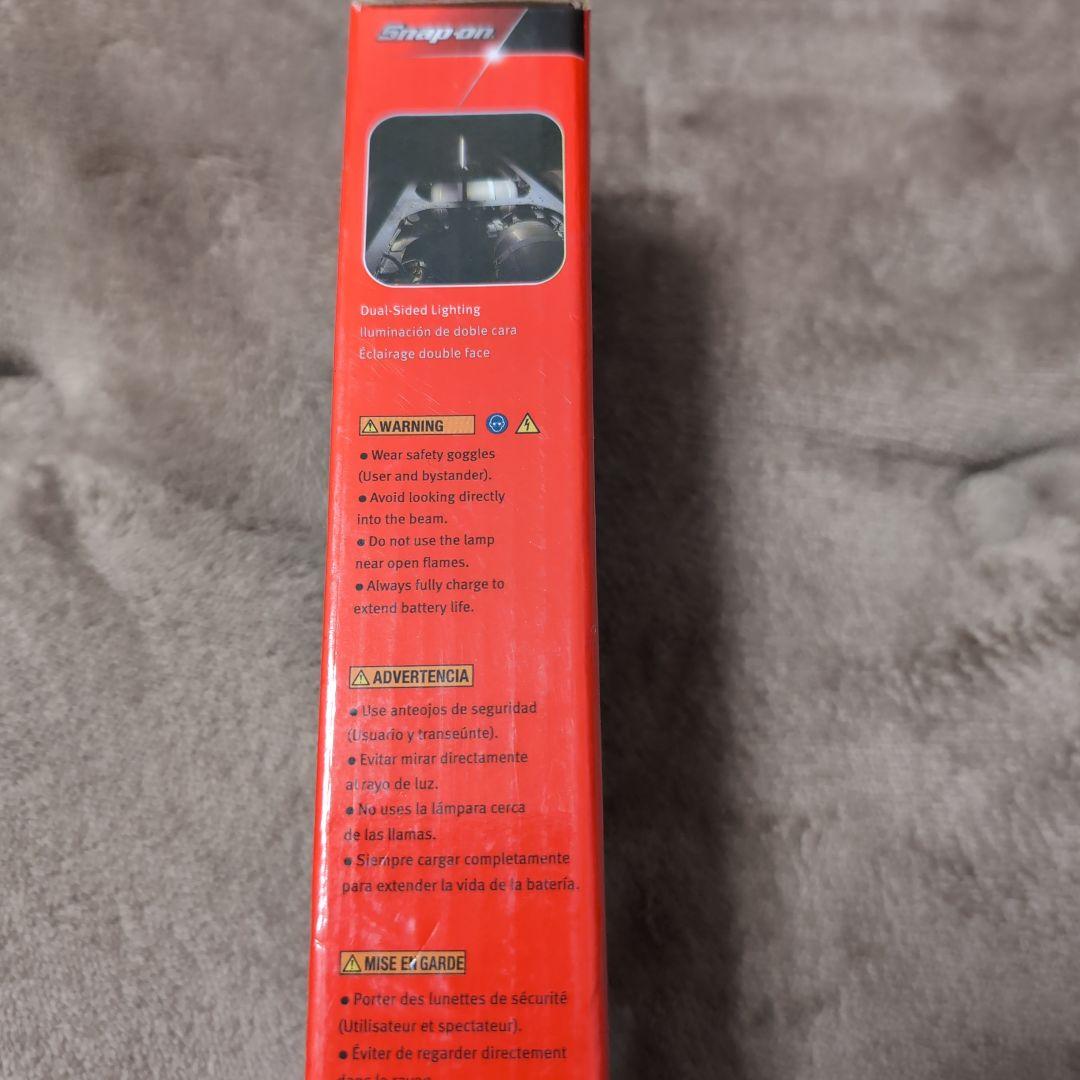 Snap-on
Dual-Sided Lighting
Iluminación de doble cara
Éclairage double face
WARNING
● Wear safety goggles
(User and bystander).
● Avoid looking directly
into the beam.
● Do not use the lamp
near open flames.
● Always fully charge to
extend battery life.
ADVERTENCIA
● Use anteojos de seguridad
(Usuario y transeúnte).
● Evitar mirar directamente
al rayo de luz.
● No uses la lámpara cerca
de las llamas.
● Siempre cargar completamente
para extender la vida de la batería.
MISE EN GARDE
● Porter des lunettes de sécurité
(Utilisateur et spectateur).
● Éviter de regarder directement
dans le